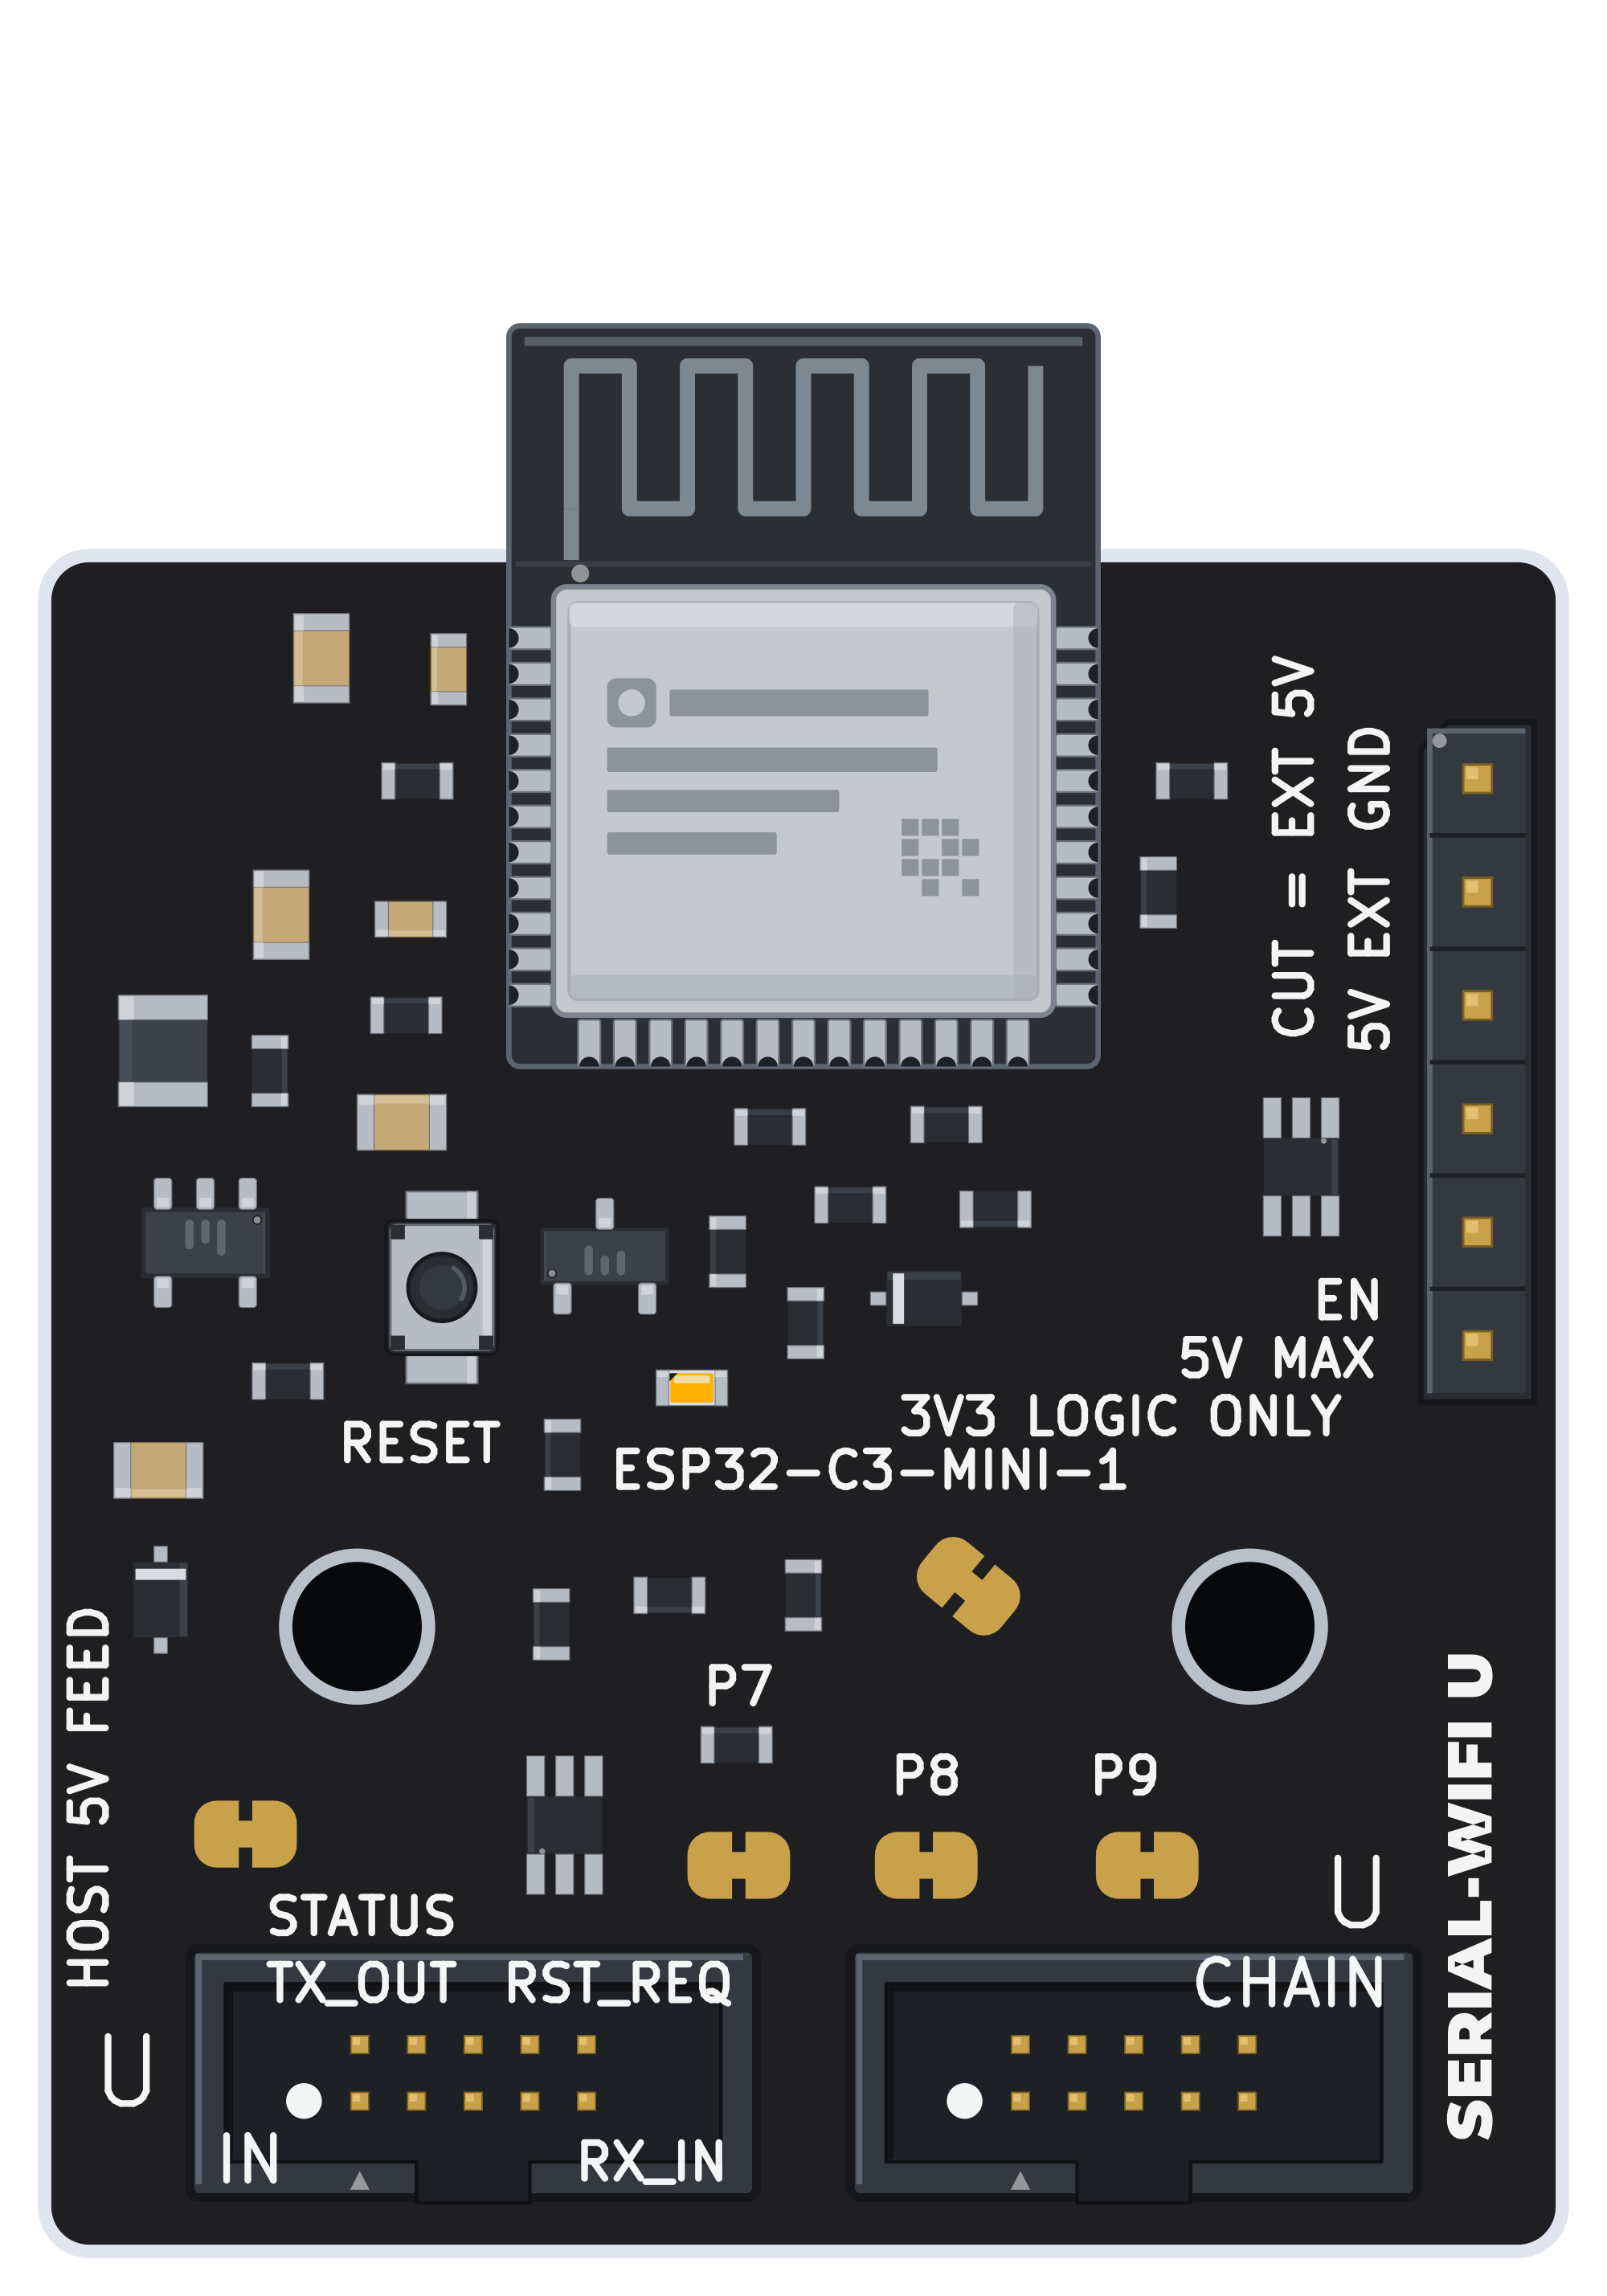 CUT = EXT 5V
5V EXT GND
EN
5V MAX
3V3 LOGIC ONLY
RESET
ESP32-C3-MINI-1
HOST 5V FEED
P7
P8
P9
SERIAL-WIFI U
U
STATUS
TX_OUT RST_REQ
CHAIN
U
IN
RX_IN